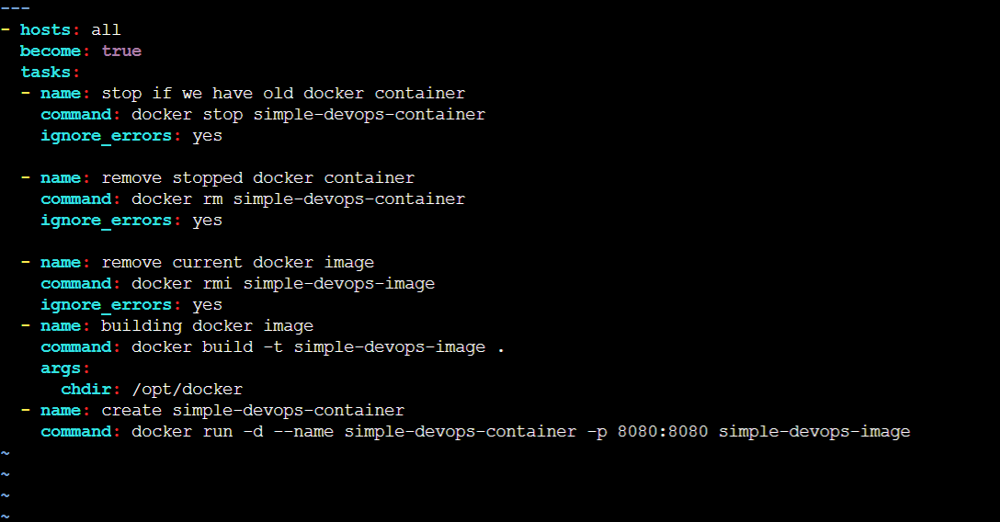 ---
- hosts: all
  become: true
  tasks:
  - name: stop if we have old docker container
    command: docker stop simple-devops-container
    ignore_errors: yes

  - name: remove stopped docker container
    command: docker rm simple-devops-container
    ignore_errors: yes

  - name: remove current docker image
    command: docker rmi simple-devops-image
    ignore_errors: yes
  - name: building docker image
    command: docker build -t simple-devops-image .
    args:
      chdir: /opt/docker
  - name: create simple-devops-container
    command: docker run -d --name simple-devops-container -p 8080:8080 simple-devops-image
~
~
~
~